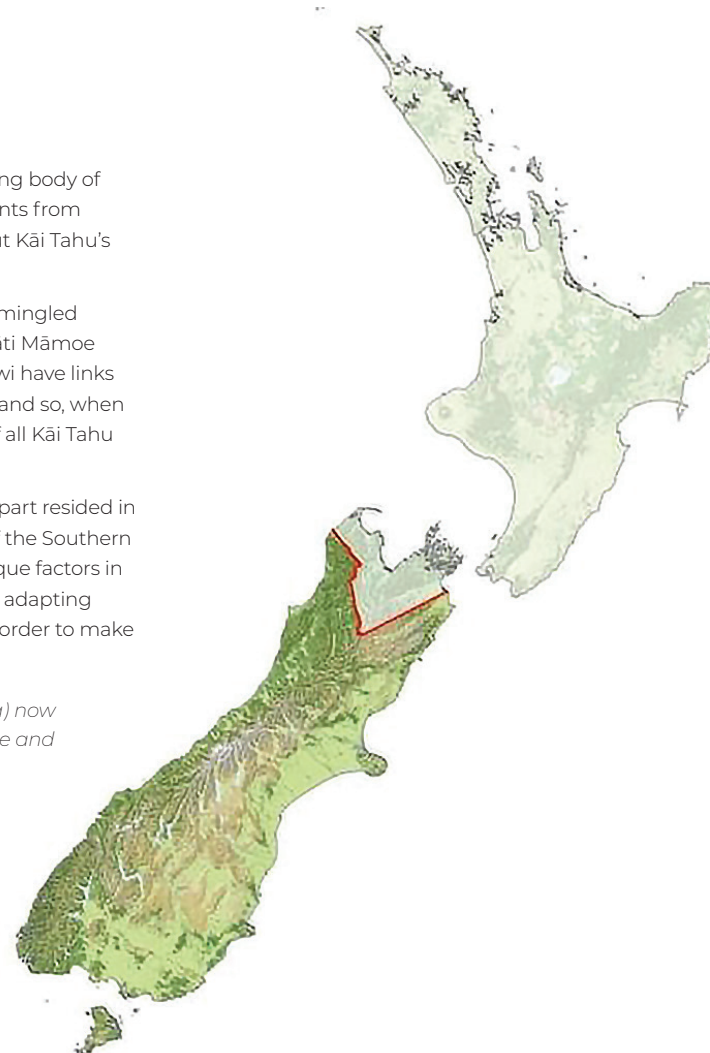 ng body of
nts from
t Kāi Tahu’s
mingled
ti Māmoe
wi have links
and so, when
all Kāi Tahu
part resided in
the Southern
que factors in
adapting
order to make
) now
e and